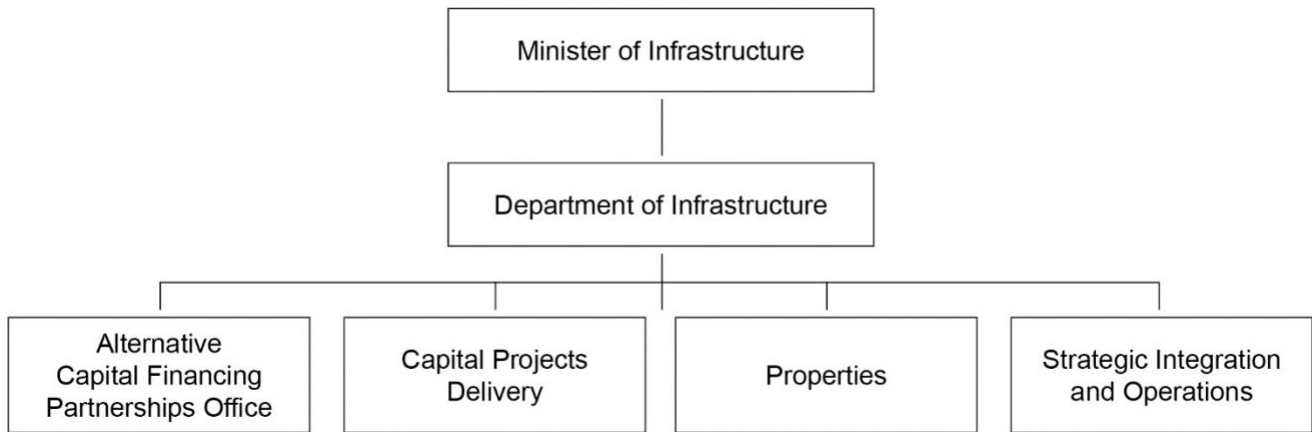 Minister of Infrastructure
Department of Infrastructure
Alternative
Capital Financing
Partnerships Office
Capital Projects
Delivery
Properties
Strategic Integration
and Operations